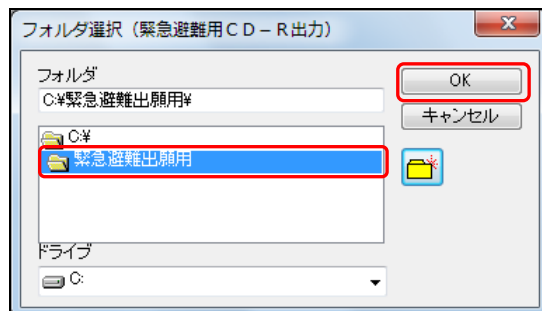 フォルダ選択（緊急避難用ＣＤ－Ｒ出力）
フォルダ
C:¥緊急避難出願用¥
OK
キャンセル
C:¥
緊急避難出願用
ドライブ
C: